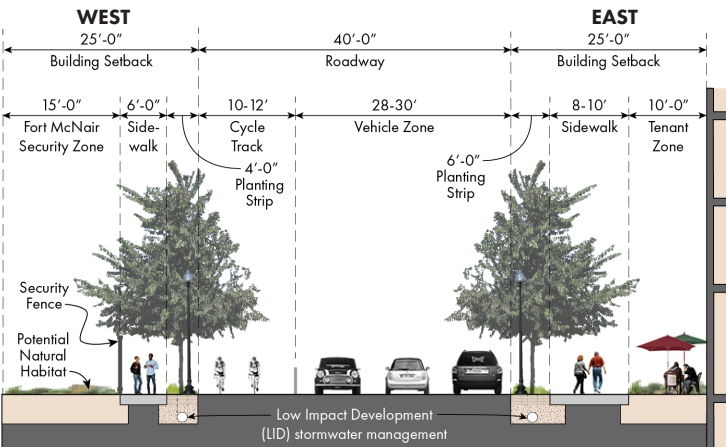 WEST
EAST
25’-0”
Building Setback
40’-0”
Roadway
25’-0”
Building Setback
15’-0”
Fort McNair
Security Zone
6’-0”
Side-
walk
10-12’
Cycle
Track
28-30’
Vehicle Zone
8-10’
Sidewalk
10’-0”
Tenant
Zone
4’-0”
Planting
Strip
6’-0”
Planting
Strip
Security
Fence
Potential
Natural
Habitat
Low Impact Development
(LID) stormwater management